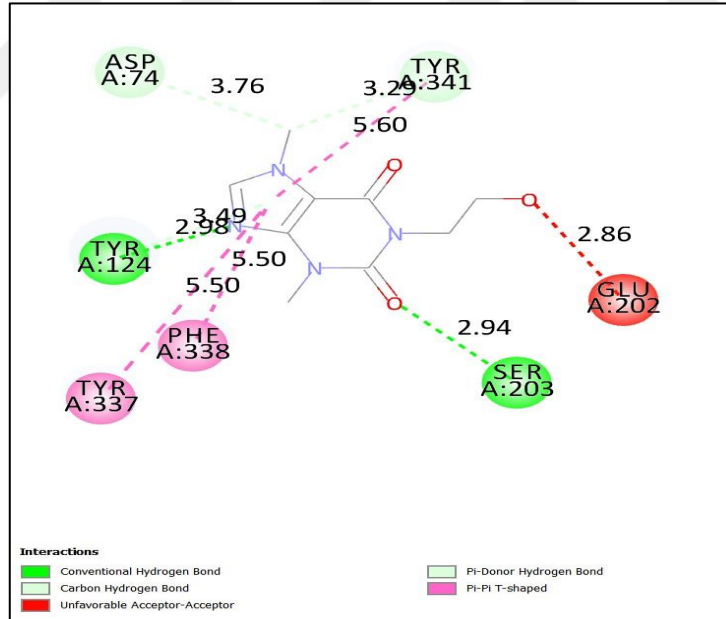 ASP
A:74
3.76
TYR
A:341
3.29
5.60
N
O
3.49
2.98
N
O
TYR
A:124
N
2.86
5.50
N
GLU
A:202
5.50
O
2.94
PHE
A:338
SER
A:203
TYR
A:337
Interactions
Conventional Hydrogen Bond
Carbon Hydrogen Bond
Unfavorable Acceptor-Acceptor
Pi-Donor Hydrogen Bond
Pi-Pi T-shaped